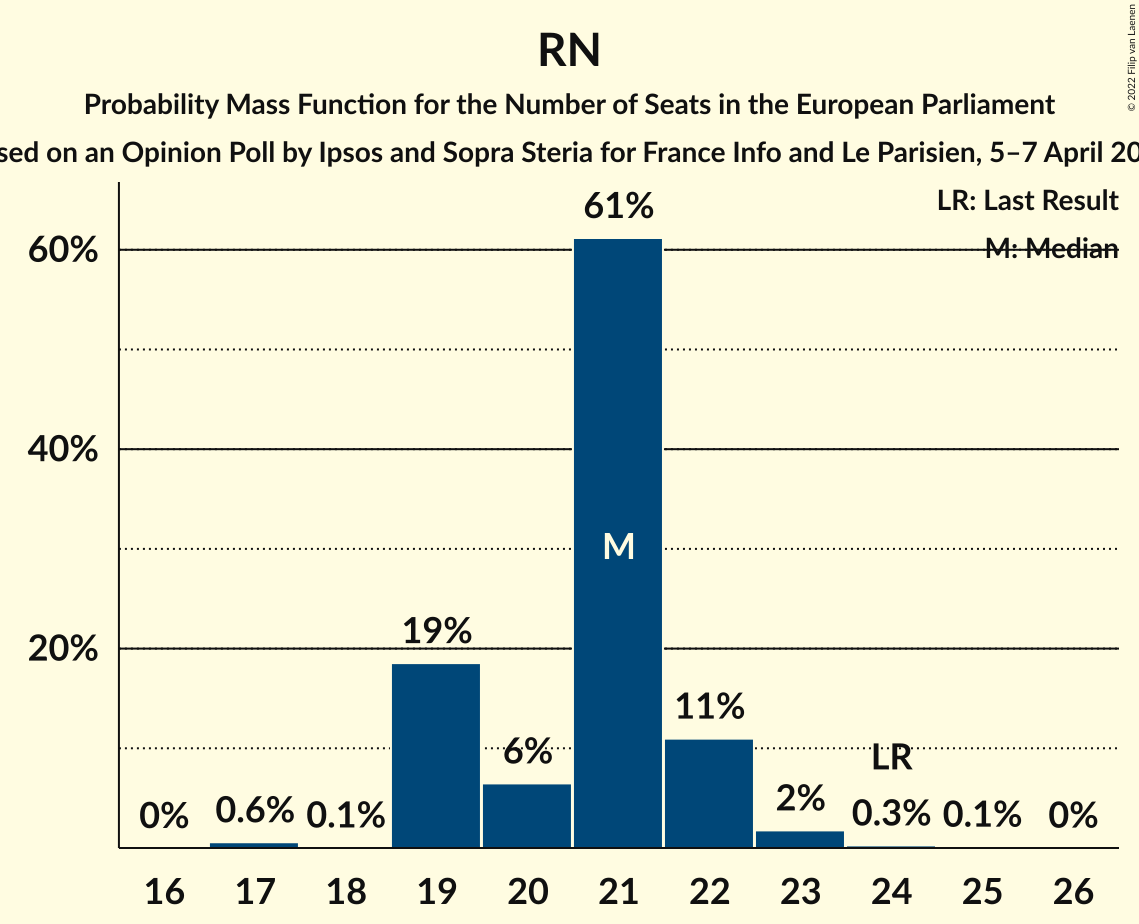 RN
Probability Mass Function for the Number of Seats in the European Parliament
on an Opinion Poll by Ipsos and Sopra Steria for France Info and Le Parisien, 5–7 April
© 2022 Filip van Laenen
LR: Last Result
M: Median
61%
60%
40%
M
20%
19%
11%
6%
LR
2%
0% 0.6% 0.1% 0.3% 0.1% 0%
16 17 18 19 20 21 22 23 24 25 26